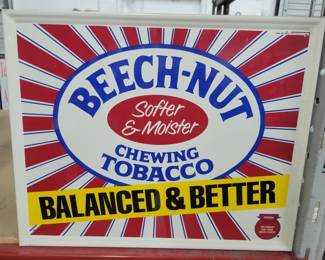 BEECH-NUT
Softer
& Moister
CHEWING
TOBACCO
BALANCED & BETTER